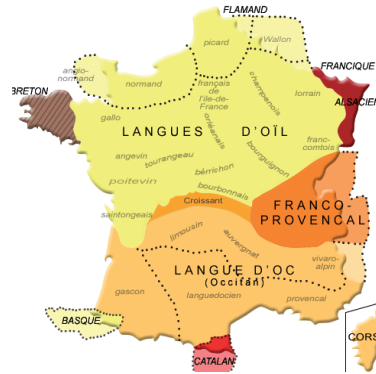 FLAMAND
picard
Wallon
anglo-
normand
normand
français
de
l'ile-de-
France
champenois
lorrain
FRANCIQUE
ALSACIEN
BRETON
gallo
LANGUES D'OÏL
orléanais
angevin
tourangeau
berrichon
bourguignon
franc-
comtois
poitevin
bourbonnais
saintongeais
Croissant
FRANCO-
PROVENCAL
limousin
auvergnat
vivaro-
alpin
LANGUE D'OC
(Occitan)
gascon
languedocien
provencal
BASQUE
CATALAN
CORS